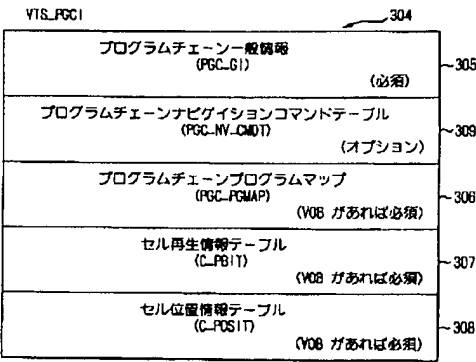 VTS_PGCI
304
プログラムチェーン一般情報
(PGC_GI)
(必須)
305
プログラムチェーンナビゲイションコマンドテーブル
(PGC_NV_CMDT)
(オプション)
309
プログラムチェーンプログラムマップ
(PGC_PGMAP)
(VOB があれば必須)
306
セル再生情報テーブル
(C_PBIT)
(VOB があれば必須)
307
セル位置情報テーブル
(C_POSIT)
(VOB があれば必須)
308